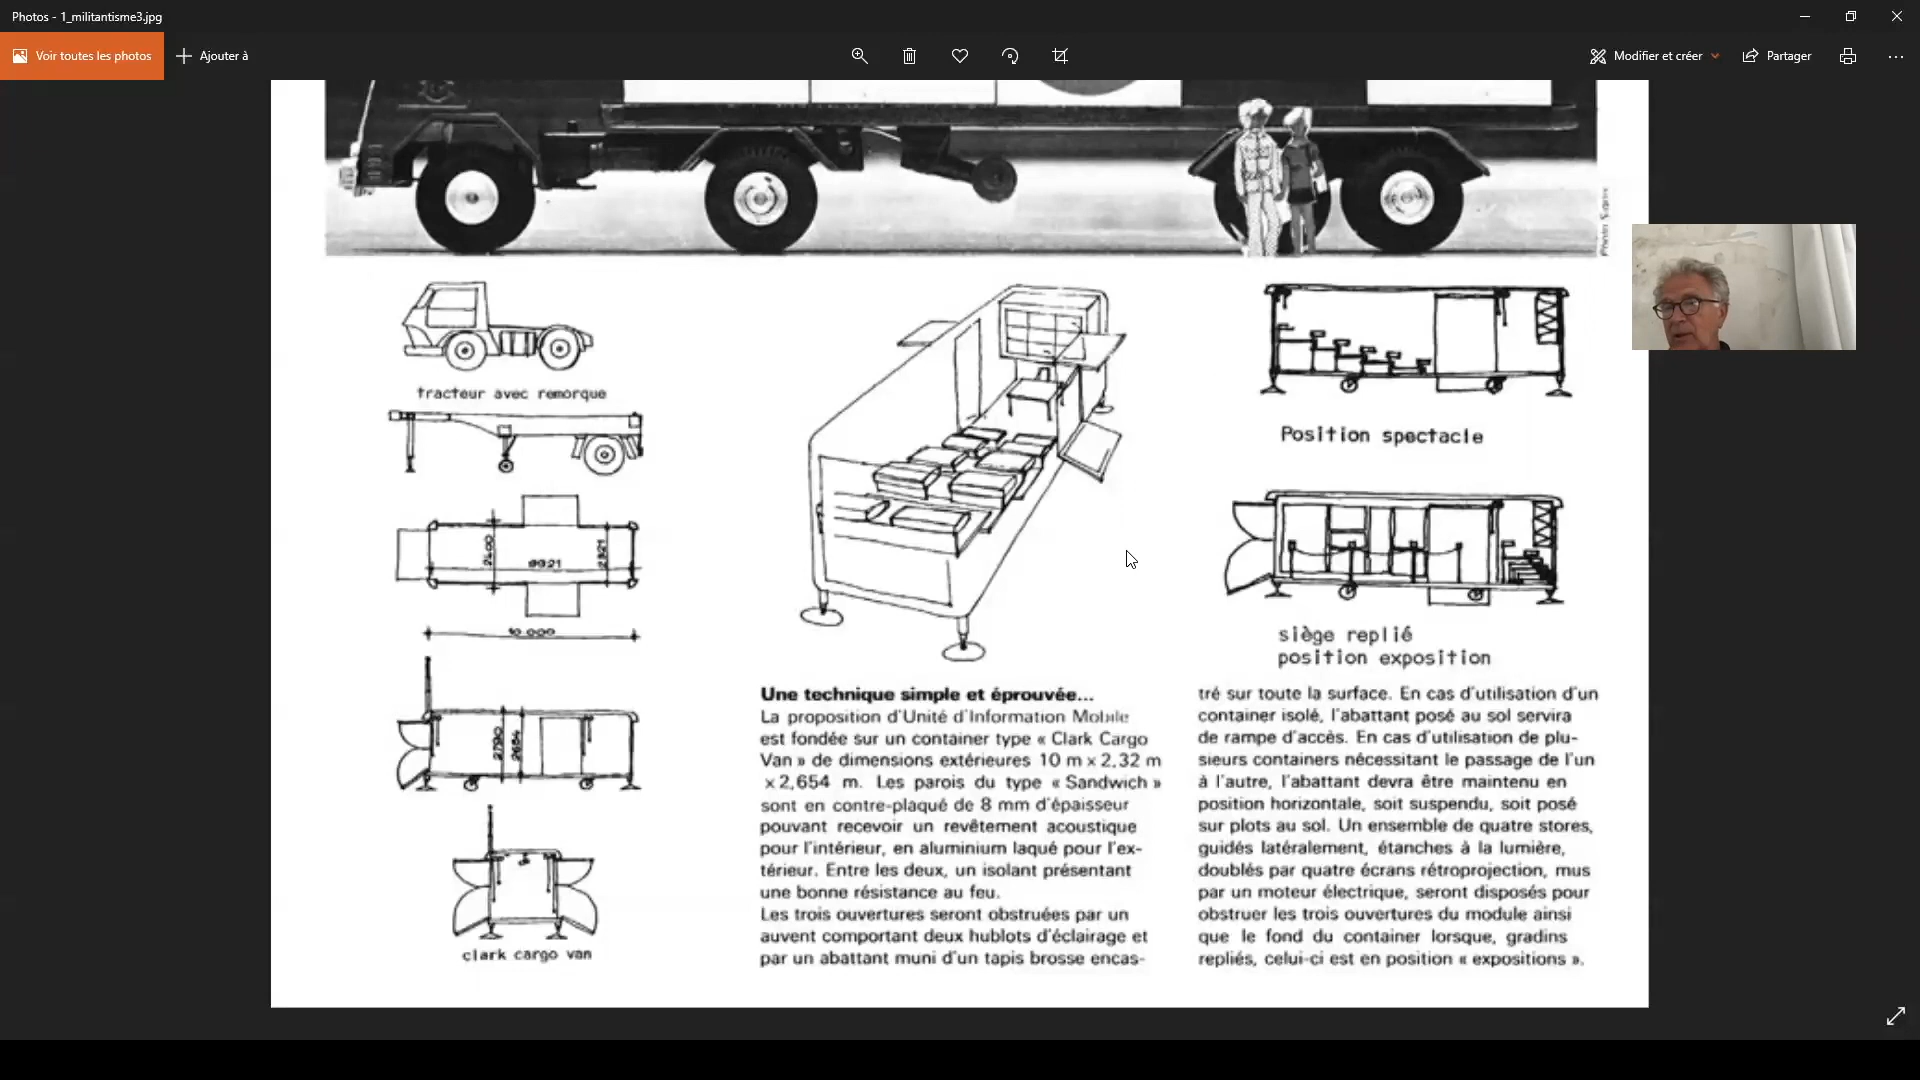 Photos - 1_militantisme3.jpg
Voir toutes les photos
Ajouter à
Modifier et créer
Partager
tracteur avec remorque
2400
2321
10.000
2790
2654
clark cargo van
Position spectacle
siège replié
position exposition
Une technique simple et éprouvée...
La proposition d'Unité d'Information Mobile
est fondée sur un container type « Clark Cargo
Van » de dimensions extérieures 10 m x 2,32 m
x 2,654 m. Les parois du type « Sandwich »
sont en contre-plaqué de 8 mm d'épaisseur
pouvant recevoir un revêtement acoustique
pour l'intérieur, en aluminium laqué pour l'ex-
térieur. Entre les deux, un isolant présentant
une bonne résistance au feu.
Les trois ouvertures seront obstruées par un
auvent comportant deux hublots d'éclairage et
par un abattant muni d'un tapis brosse encas-
tré sur toute la surface. En cas d'utilisation d'un
container isolé, l'abattant posé au sol servira
de rampe d'accès. En cas d'utilisation de plu-
sieurs containers nécessitant le passage de l'un
à l'autre, l'abattant devra être maintenu en
position horizontale, soit suspendu, soit posé
sur plots au sol. Un ensemble de quatre stores,
guidés latéralement, étanches à la lumière,
doublés par quatre écrans rétroprojection, mus
par un moteur électrique, seront disposés pour
obstruer les trois ouvertures du module ainsi
que le fond du container lorsque, gradins
repliés, celui-ci est en position « expositions ».